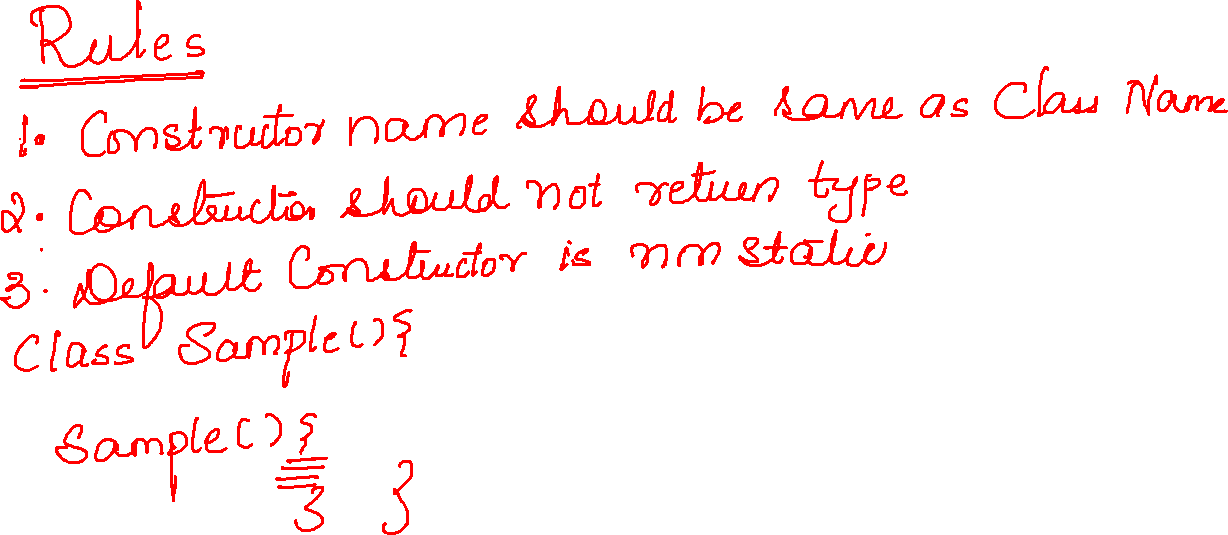 Rules
1. Constructor name should be same as Class Name
2. Constructor should not return type
3. Default Constructor is non static
Class Sample(){
Sample(){
} }